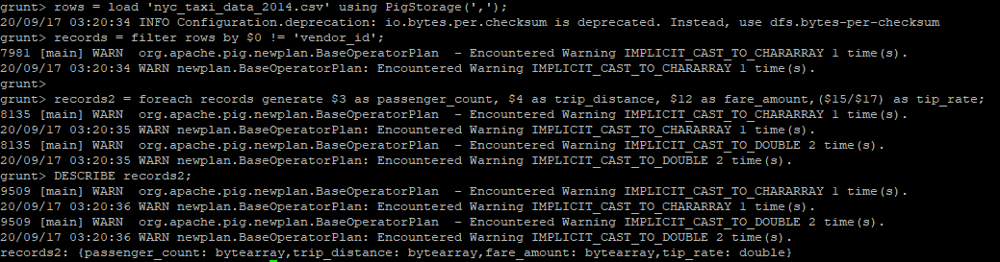 grunt> rows = load 'nyc_taxi_data_2014.csv' using PigStorage(',');
20/09/17 03:20:34 INFO Configuration.deprecation: io.bytes.per.checksum is deprecated. Instead, use dfs.bytes-per-checksum
grunt> records = filter rows by $0 != 'vendor_id';
7981 [main] WARN  org.apache.pig.newplan.BaseOperatorPlan  - Encountered Warning IMPLICIT_CAST_TO_CHARARRAY 1 time(s).
20/09/17 03:20:34 WARN newplan.BaseOperatorPlan: Encountered Warning IMPLICIT_CAST_TO_CHARARRAY 1 time(s).
grunt>
grunt> records2 = foreach records generate $3 as passenger_count, $4 as trip_distance, $12 as fare_amount,($15/$17) as tip_rate;
8135 [main] WARN  org.apache.pig.newplan.BaseOperatorPlan  - Encountered Warning IMPLICIT_CAST_TO_CHARARRAY 1 time(s).
20/09/17 03:20:35 WARN newplan.BaseOperatorPlan: Encountered Warning IMPLICIT_CAST_TO_CHARARRAY 1 time(s).
8135 [main] WARN  org.apache.pig.newplan.BaseOperatorPlan  - Encountered Warning IMPLICIT_CAST_TO_DOUBLE 2 time(s).
20/09/17 03:20:35 WARN newplan.BaseOperatorPlan: Encountered Warning IMPLICIT_CAST_TO_DOUBLE 2 time(s).
grunt> DESCRIBE records2;
9509 [main] WARN  org.apache.pig.newplan.BaseOperatorPlan  - Encountered Warning IMPLICIT_CAST_TO_CHARARRAY 1 time(s).
20/09/17 03:20:36 WARN newplan.BaseOperatorPlan: Encountered Warning IMPLICIT_CAST_TO_CHARARRAY 1 time(s).
9509 [main] WARN  org.apache.pig.newplan.BaseOperatorPlan  - Encountered Warning IMPLICIT_CAST_TO_DOUBLE 2 time(s).
20/09/17 03:20:36 WARN newplan.BaseOperatorPlan: Encountered Warning IMPLICIT_CAST_TO_DOUBLE 2 time(s).
records2: {passenger_count: bytearray,trip_distance: bytearray,fare_amount: bytearray,tip_rate: double}